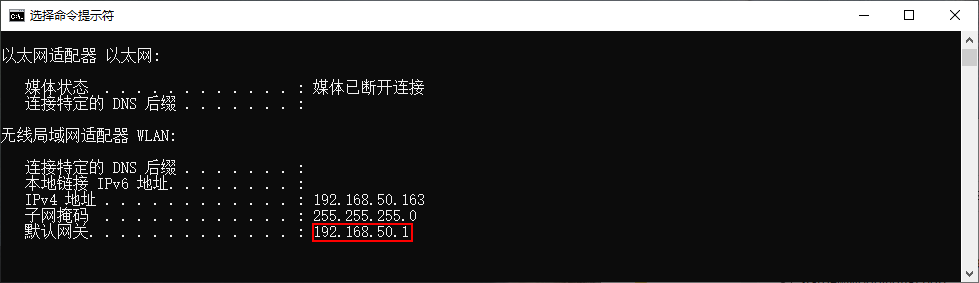 选择命令提示符
以太网适配器 以太网:
媒体状态 . . . . . . . . . . . . : 媒体已断开连接
连接特定的 DNS 后缀 . . . . . . . :
无线局域网适配器 WLAN:
连接特定的 DNS 后缀 . . . . . . . :
本地链接 IPv6 地址. . . . . . . . :
IPv4 地址 . . . . . . . . . . . . : 192.168.50.163
子网掩码 . . . . . . . . . . . . : 255.255.255.0
默认网关. . . . . . . . . . . . . : 192.168.50.1